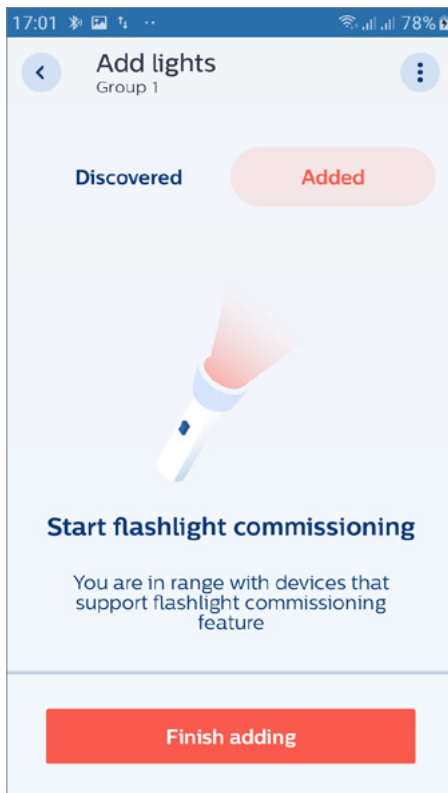 17:01 78%
Add lights
Group 1
Discovered Added
Start flashlight commissioning
You are in range with devices that
support flashlight commissioning
feature
Finish adding